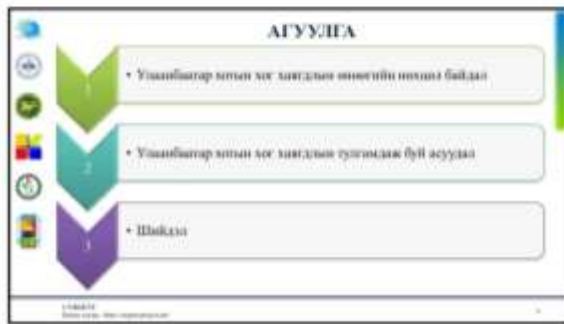 АГУУЛГА
1
• Улаанбаатар хотын хог хаягдлын өнөөгийн нөхцөл байдал
2
• Улаанбаатар хотын хог хаягдлын тулгамдаж буй асуудал
3
• Шийдэл